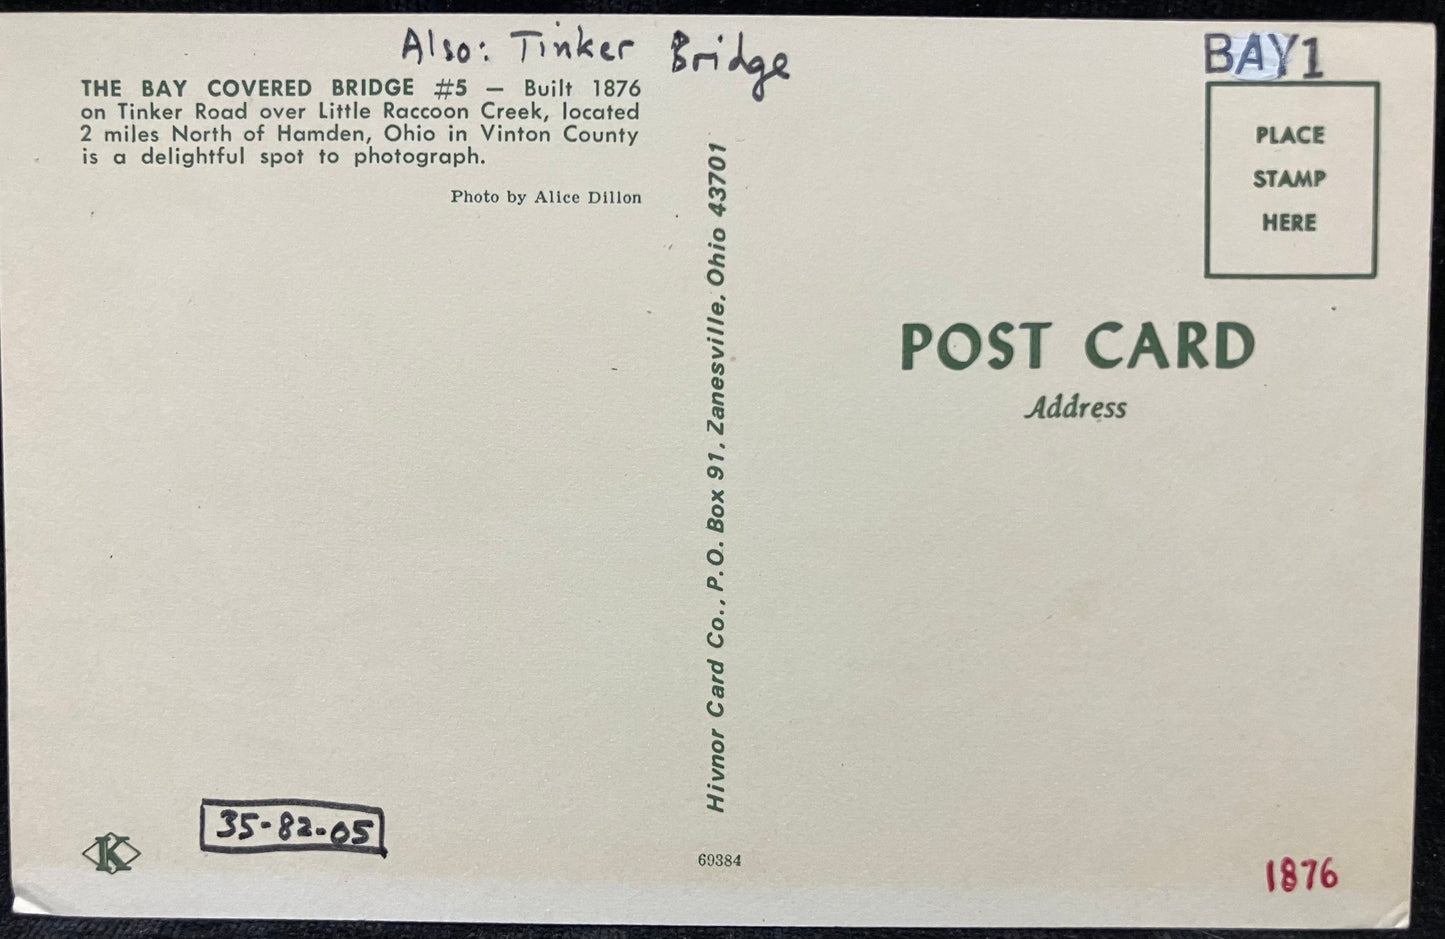 Also: Tinker Bridge
THE BAY COVERED BRIDGE #5 — Built 1876
on Tinker Road over Little Raccoon Creek, located
2 miles North of Hamden, Ohio in Vinton County
is a delightful spot to photograph.
Photo by Alice Dillon
35-82-05
K
Hivnor Card Co., P.O. Box 91, Zanesville, Ohio 43701
69384
BAY1
PLACE
STAMP
HERE
POST CARD
Address
1876